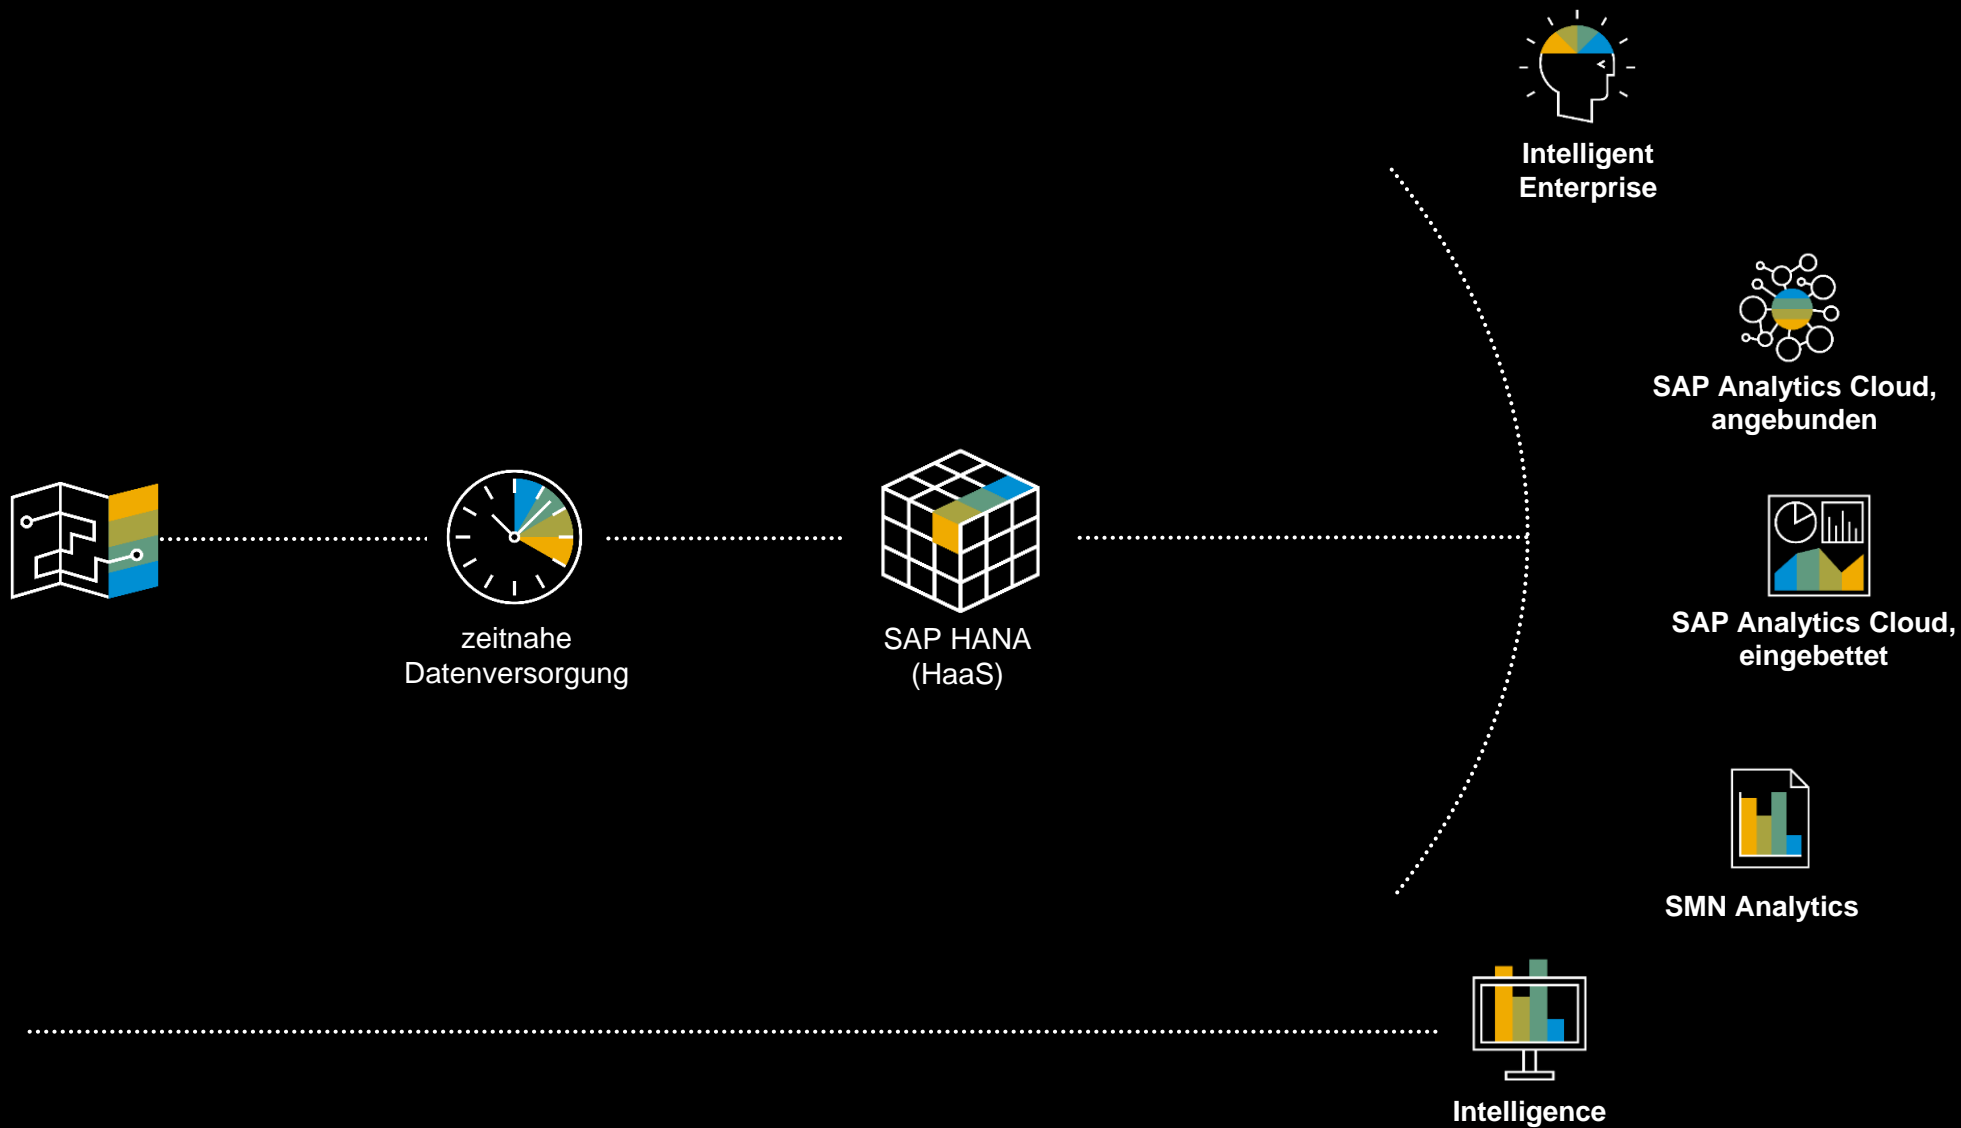 Intelligent
Enterprise
SAP Analytics Cloud,
angebunden
zeitnahe
Datenversorgung
SAP HANA
(HaaS)
SAP Analytics Cloud,
eingebettet
SMN Analytics
Intelligence